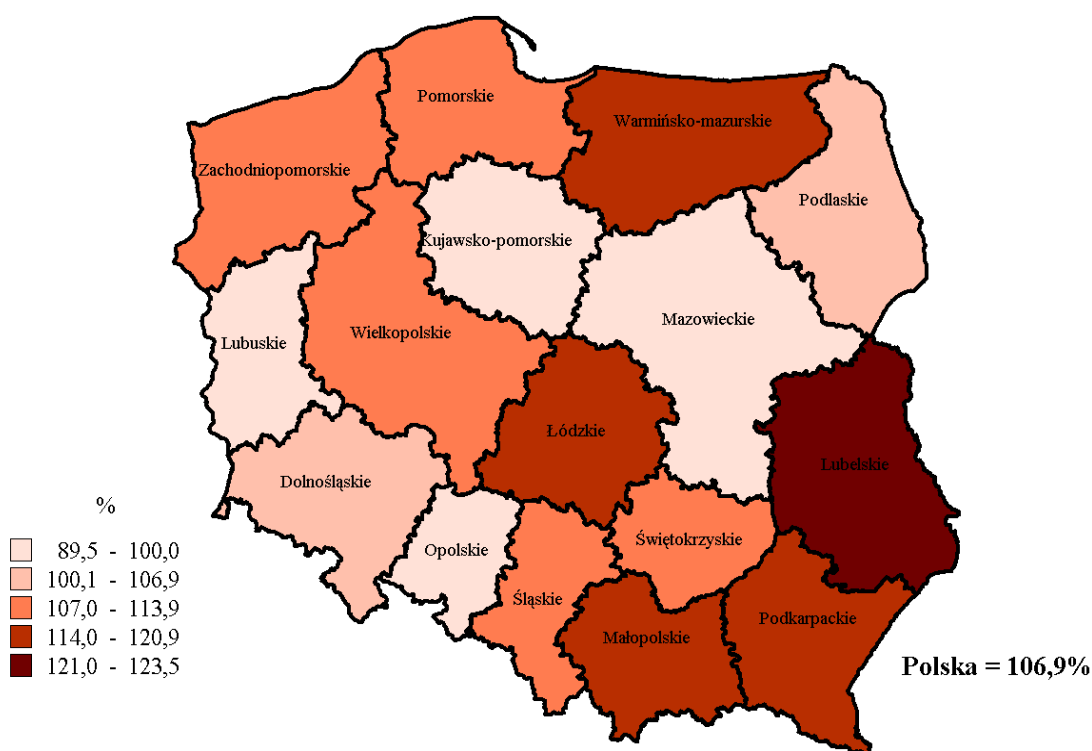 Pomorskie
Warmińsko-mazurskie
Zachodniopomorskie
Podlaskie
Kujawsko-pomorskie
Mazowieckie
Wielkopolskie
Lubuskie
Łódzkie
Lubelskie
Dolnośląskie
Świętokrzyskie
Opolskie
Śląskie
Podkarpackie
Małopolskie
%
89,5 - 100,0
100,1 - 106,9
107,0 - 113,9
114,0 - 120,9
121,0 - 123,5
Polska = 106,9%